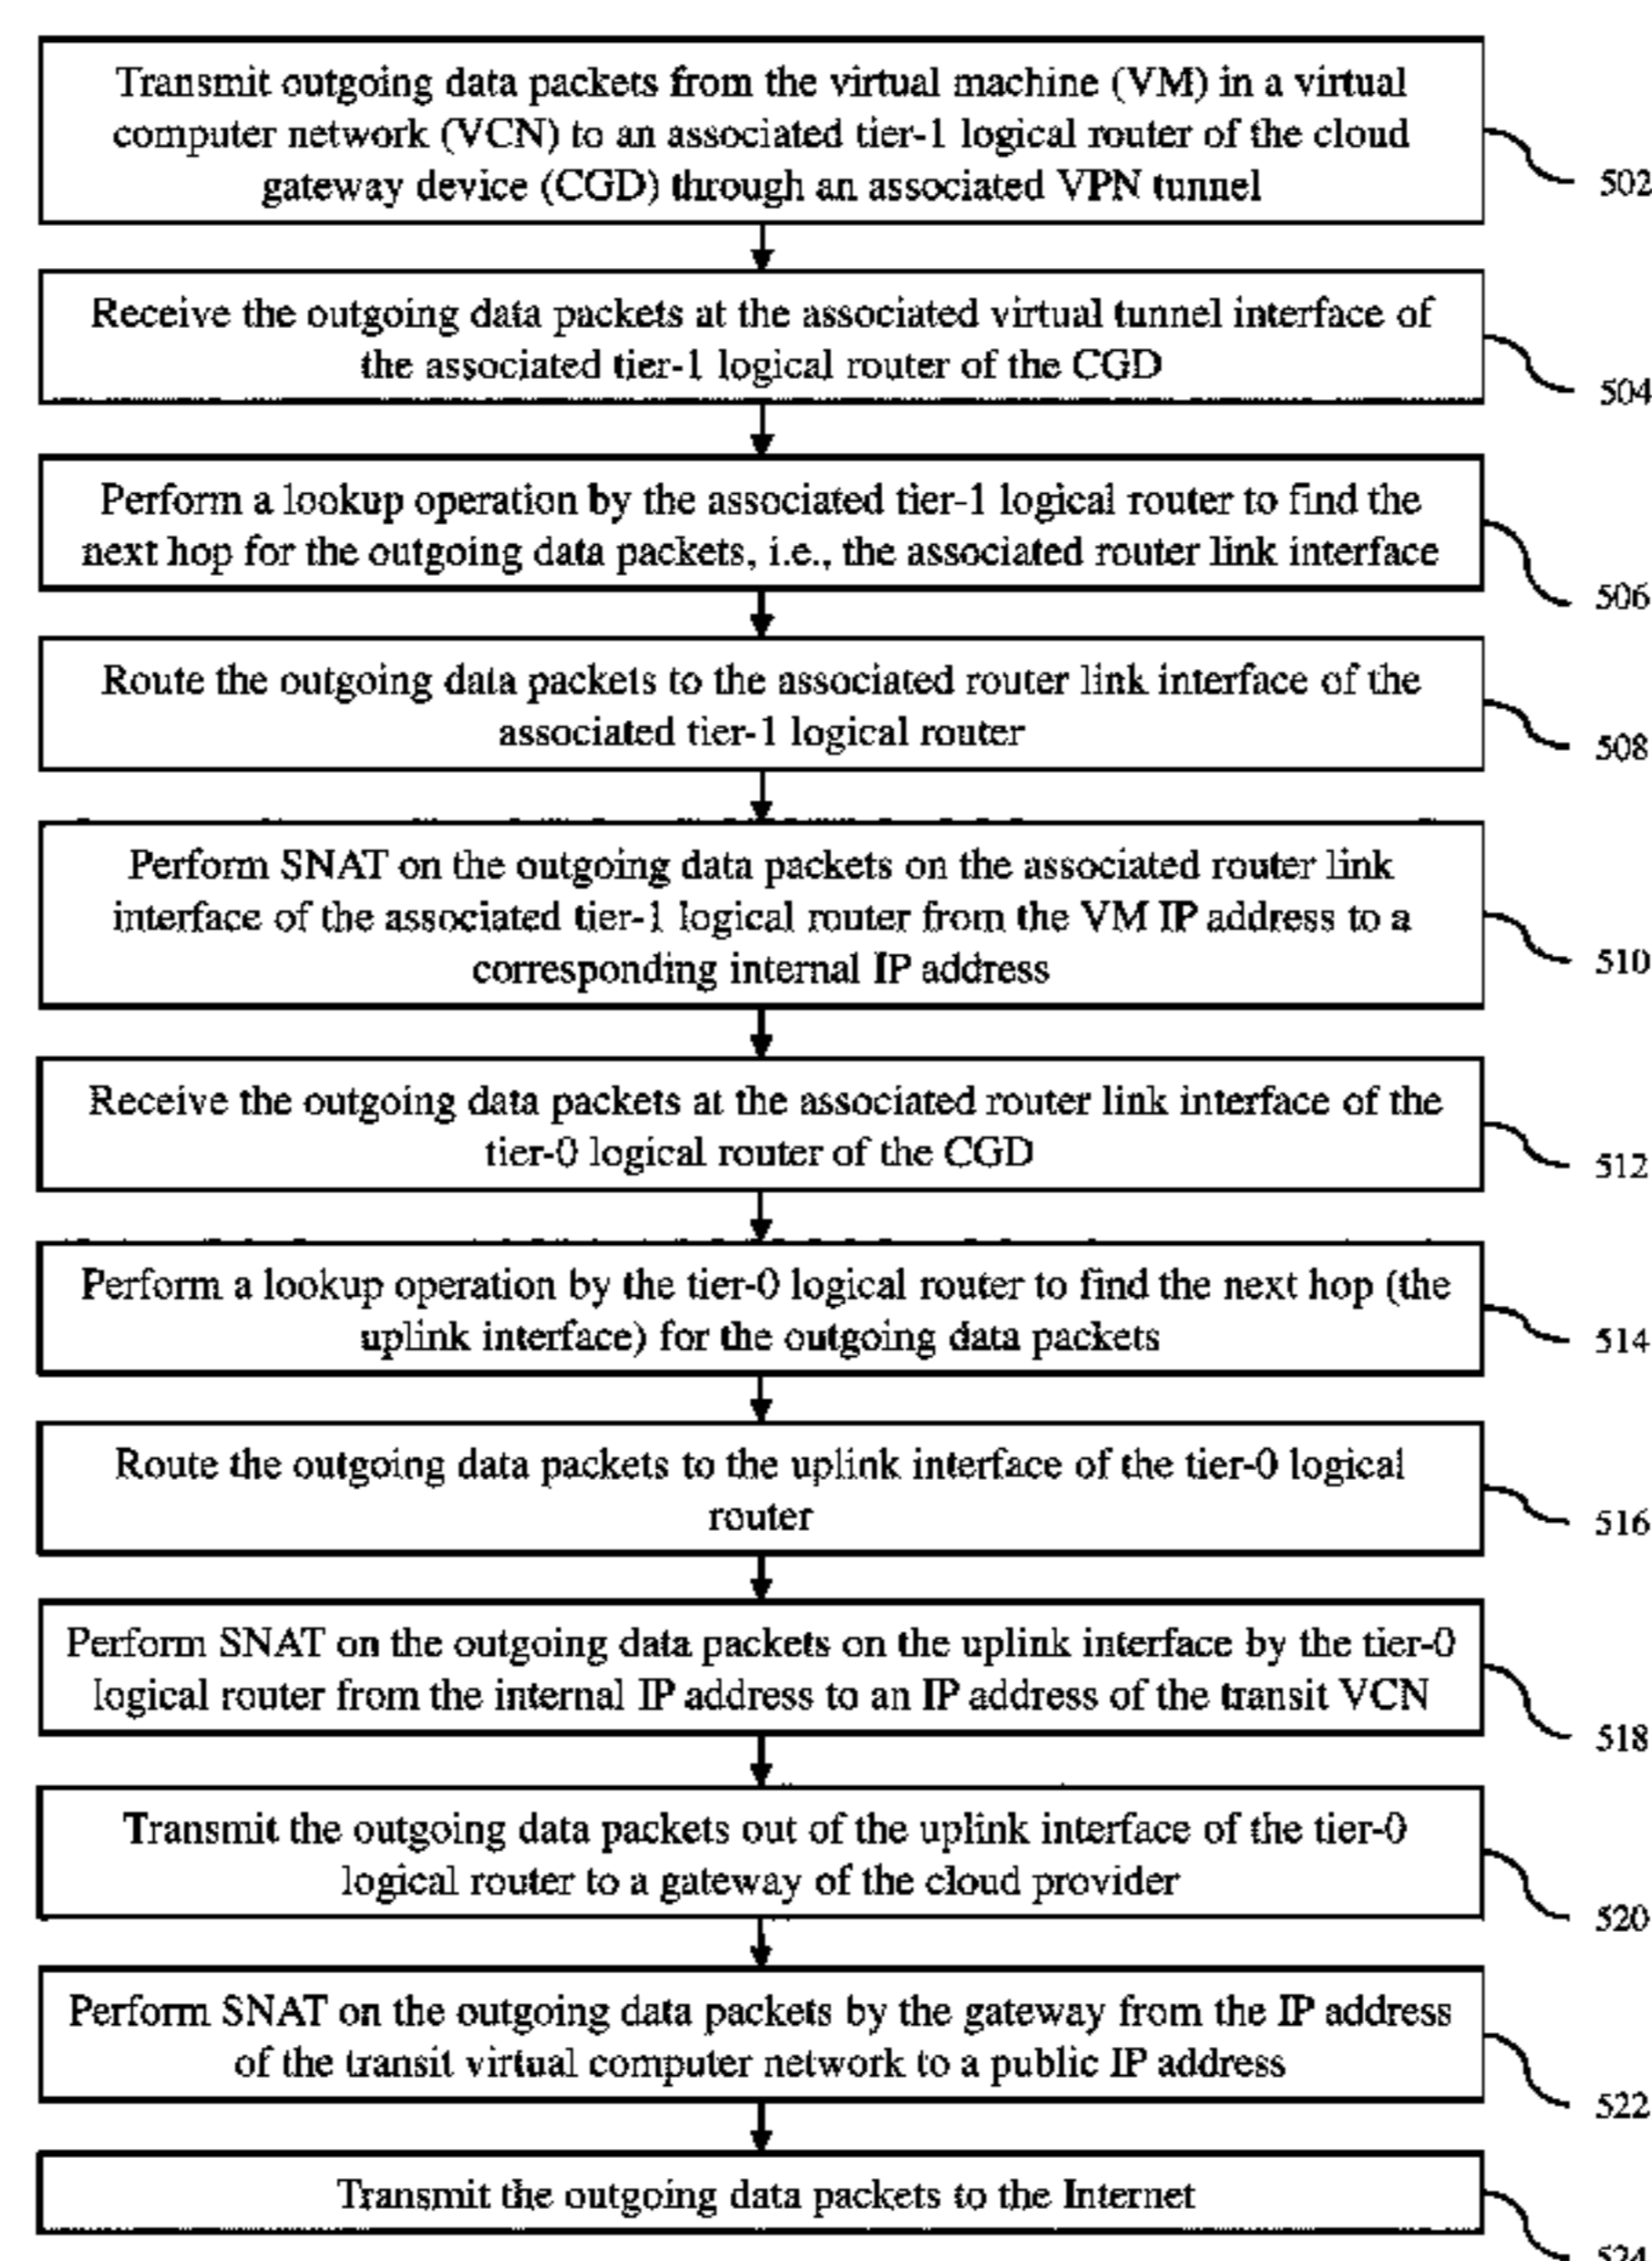 Transmit outgoing data packets from the virtual machine (VM) in a virtual
computer network (VCN) to an associated tier-1 logical router of the cloud
gateway device (CGD) through an associated VPN tunnel
502
Receive the outgoing data packets at the associated virtual tunnel interface of
the associated tier-1 logical router of the CGD
504
Perform a lookup operation by the associated tier-1 logical router to find the
next hop for the outgoing data packets, i.e., the associated router link interface
506
Route the outgoing data packets to the associated router link interface of the
associated tier-1 logical router
508
Perform SNAT on the outgoing data packets on the associated router link
interface of the associated tier-1 logical router from the VM IP address to a
corresponding internal IP address
510
Receive the outgoing data packets at the associated router link interface of the
tier-0 logical router of the CGD
512
Perform a lookup operation by the tier-0 logical router to find the next hop (the
uplink interface) for the outgoing data packets
514
Route the outgoing data packets to the uplink interface of the tier-0 logical
router
516
Perform SNAT on the outgoing data packets on the uplink interface by the tier-0
logical router from the internal IP address to an IP address of the transit VCN
518
Transmit the outgoing data packets out of the uplink interface of the tier-0
logical router to a gateway of the cloud provider
520
Perform SNAT on the outgoing data packets by the gateway from the IP address
of the transit virtual computer network to a public IP address
522
Transmit the outgoing data packets to the Internet
524